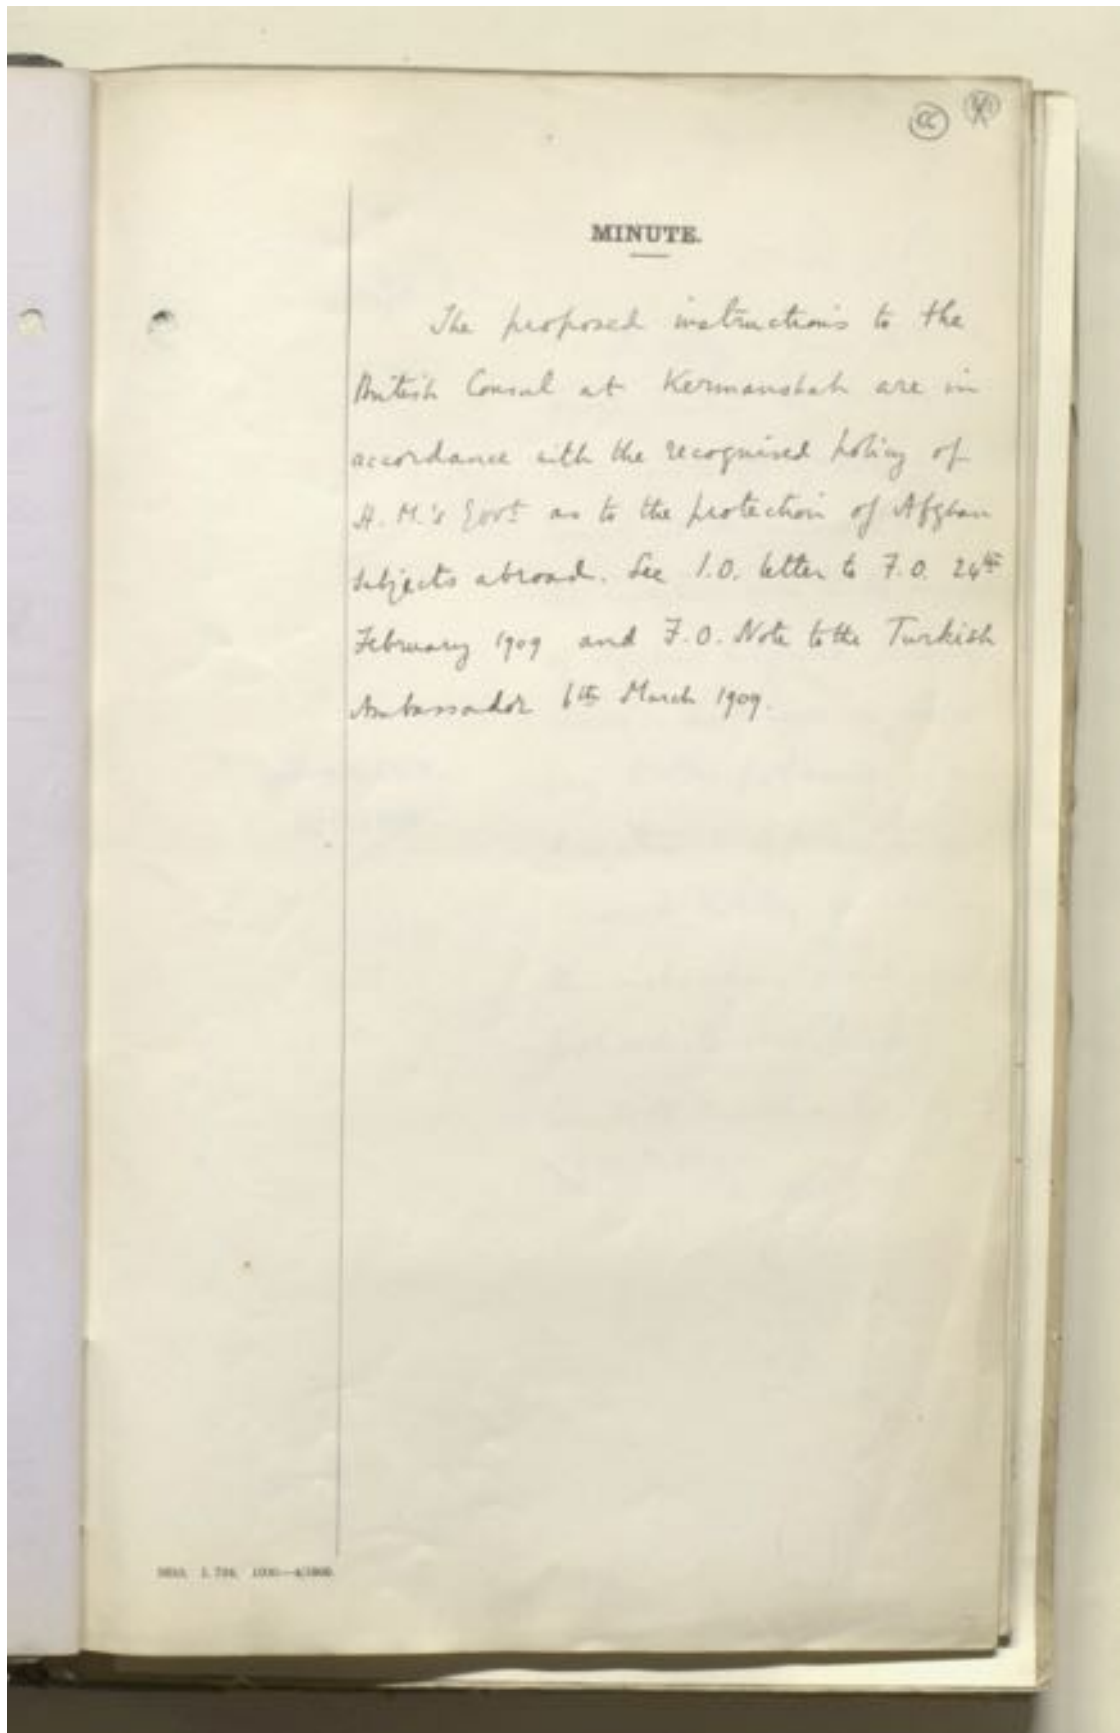 MINUTE.
The proposed instructions to the
British Consul at Kermanshah are in
accordance with the recognised policy of
H.M.'s Govt as to the protection of Afghan
subjects abroad. See I.O. letter to F.O. 24th
February 1909 and F.O. Note to the Turkish
Ambassador 6th March 1909.